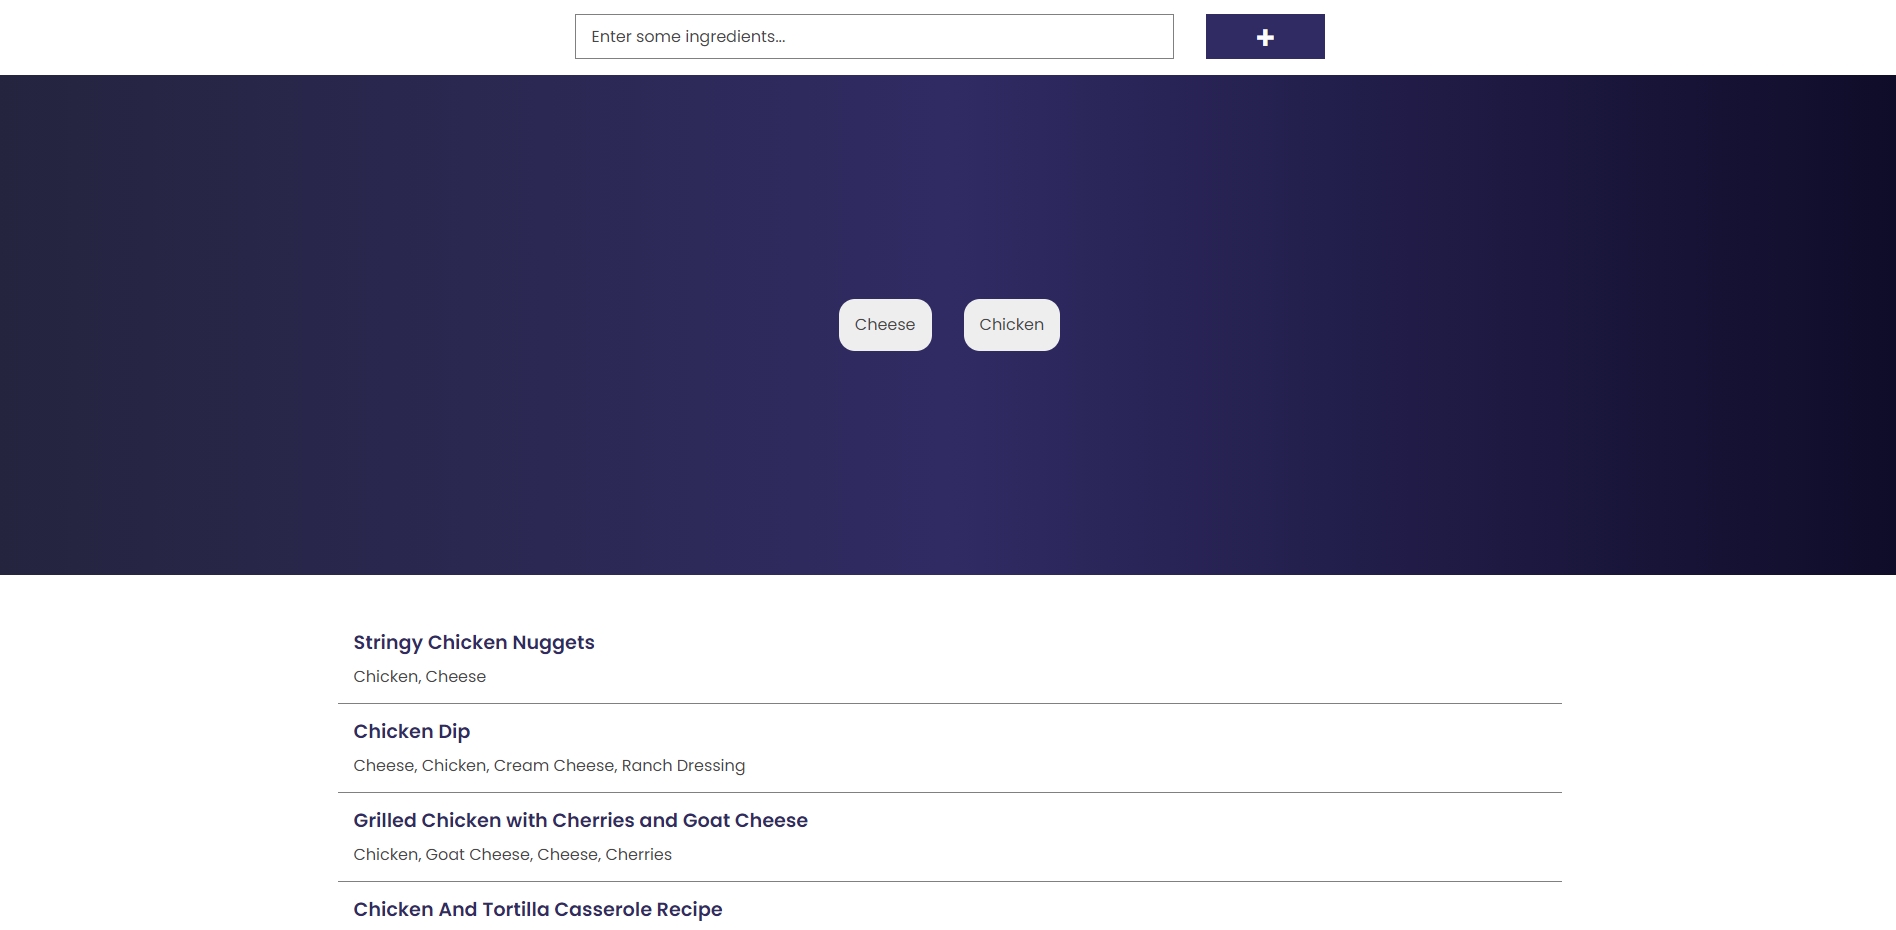 Enter some ingredients...
Cheese Chicken
Stringy Chicken Nuggets
Chicken, Cheese
Chicken Dip
Cheese, Chicken, Cream Cheese, Ranch Dressing
Grilled Chicken with Cherries and Goat Cheese
Chicken, Goat Cheese, Cheese, Cherries
Chicken And Tortilla Casserole Recipe